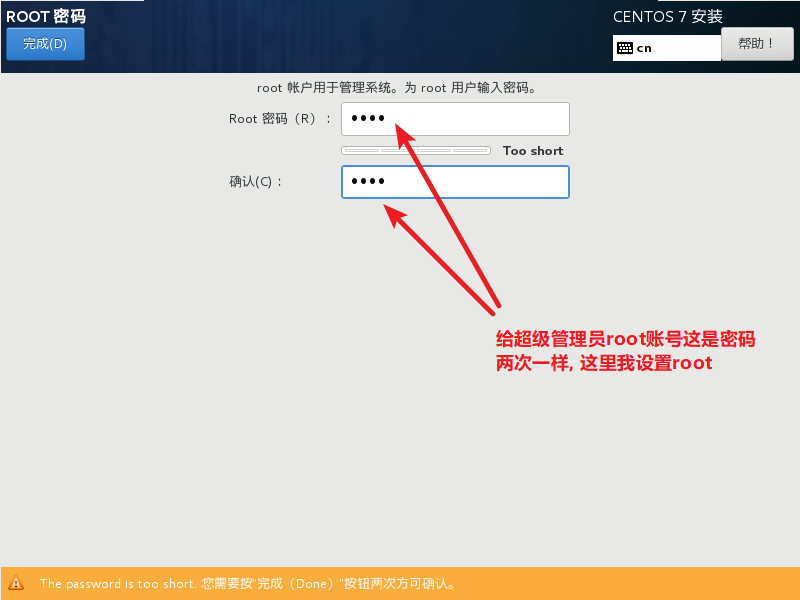 ROOT 密码
CENTOS 7 安装
完成(D)
cn
帮助！
root 帐户用于管理系统。为 root 用户输入密码。
Root 密码（R）：
••••
Too short
确认(C)：
••••
给超级管理员root账号这是密码
两次一样, 这里我设置root
The password is too short. 您需要按“完成（Done）”按钮两次方可确认。